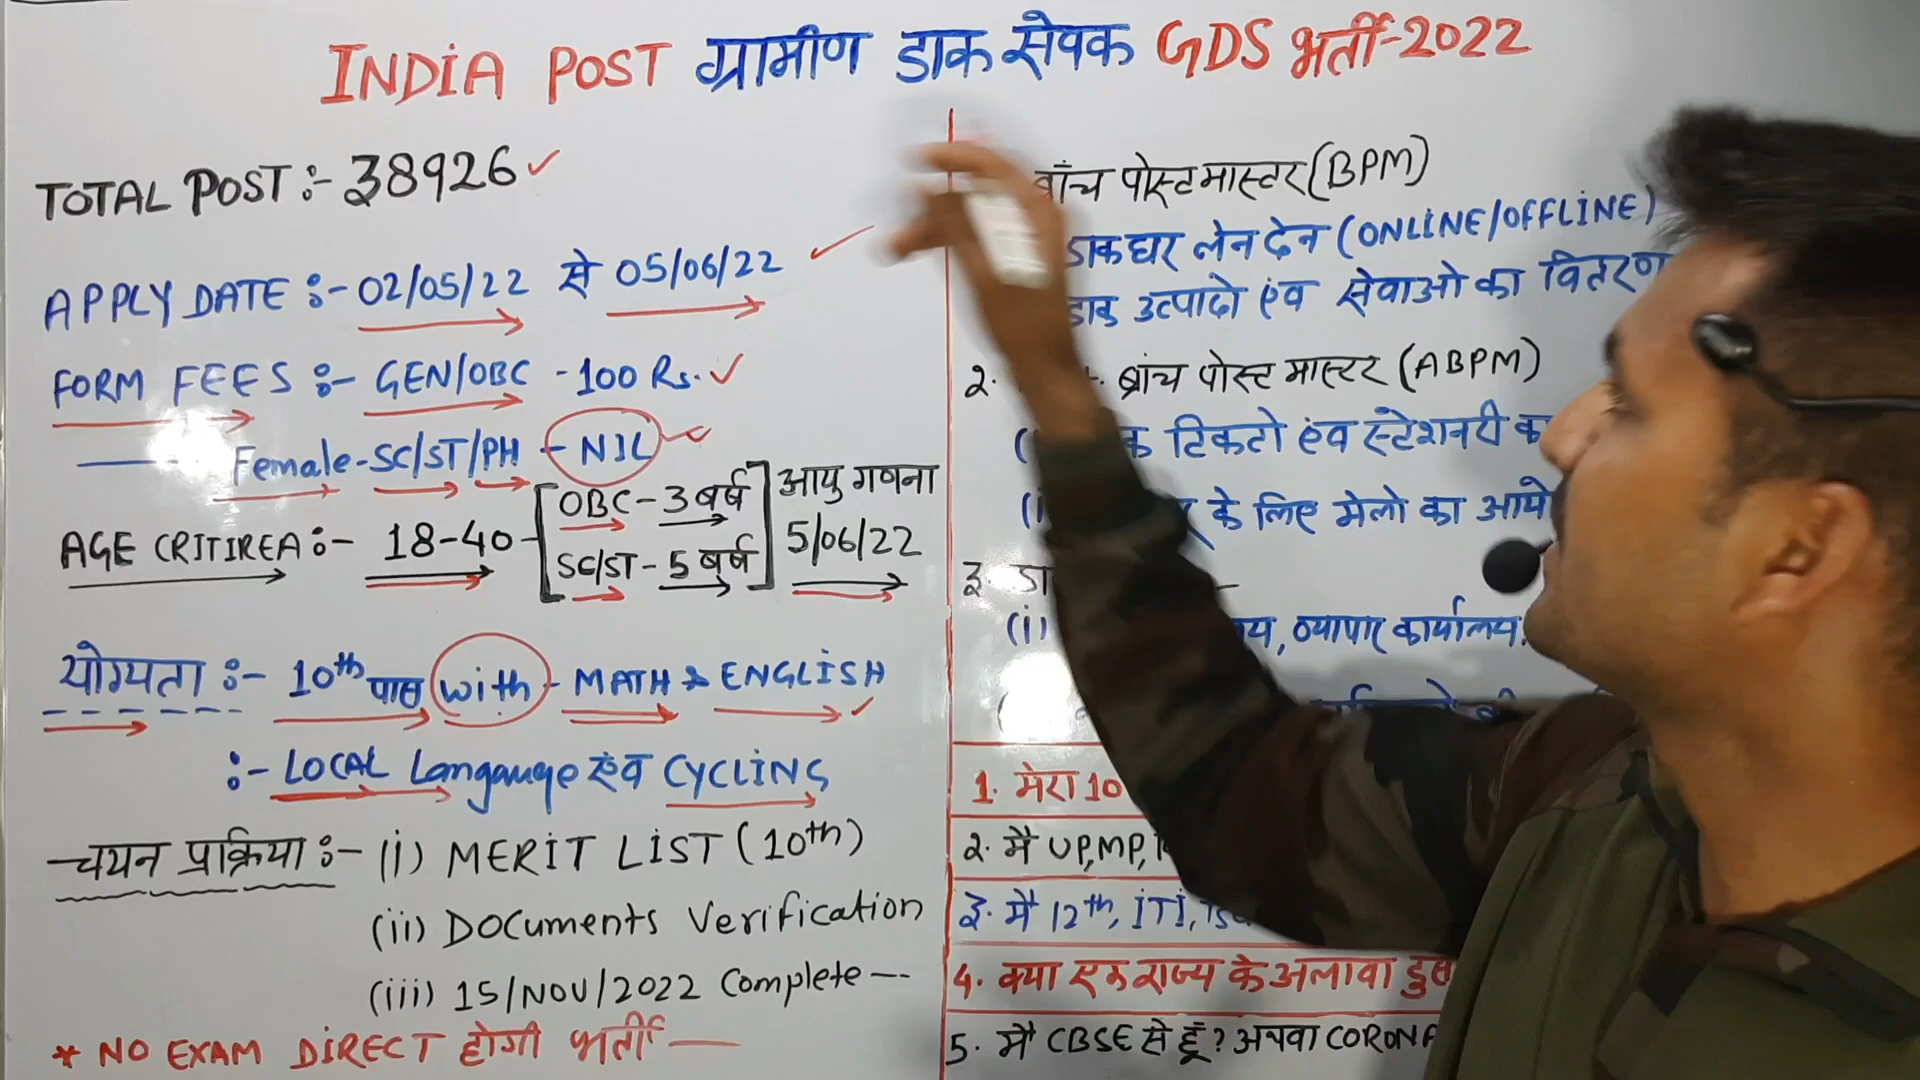 INDIA POST ग्रामीण डाक सेवक GDS भर्ती-2022
TOTAL POST :- 38926
APPLY DATE :- 02/05/22 से 05/06/22
FORM FEES :- GEN/OBC - 100 Rs.
Female-SC/ST/PH - NIL
AGE CRITIREA :- 18-40
OBC - 3 वर्ष
SC/ST - 5 वर्ष
आयु गणना
5/06/22
योग्यता :- 10th पास with - MATH & ENGLISH
:- LOCAL Langauge एंव CYCLING
चयन प्रक्रिया :- (i) MERIT LIST (10th)
(ii) DOCuments Verification
(iii) 15/NOV/2022 Complete
* NO EXAM DIRECT होगी भर्ती
ब्रांच पोस्टमास्टर (BPM)
डाकघर लेन देन (ONLINE/OFFLINE)
डाक उत्पादो एंव सेवाओ का वितरण
2. ब्रांच पोस्ट मास्टर (ABPM)
टिकटो एंव स्टेशनरी
के लिए मेलो का
3.
(i) व्यापार कार्यालय,
1. मेरा 10
2. मै UP, MP,
3. मै 12th, ITI,
4. क्या एक राज्य के अलावा
5. मै CBSE से हूँ? अथवा CORONA